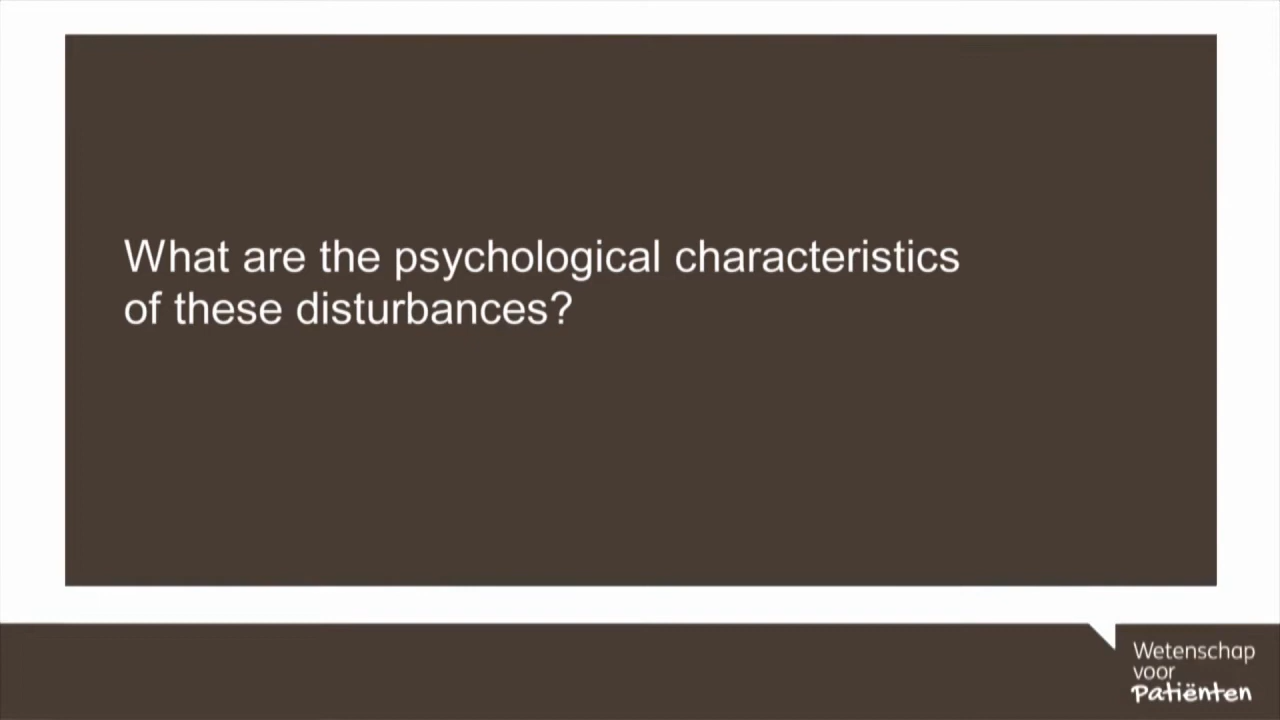 What are the psychological characteristics
of these disturbances?
Wetenschap
voor
Patiënten